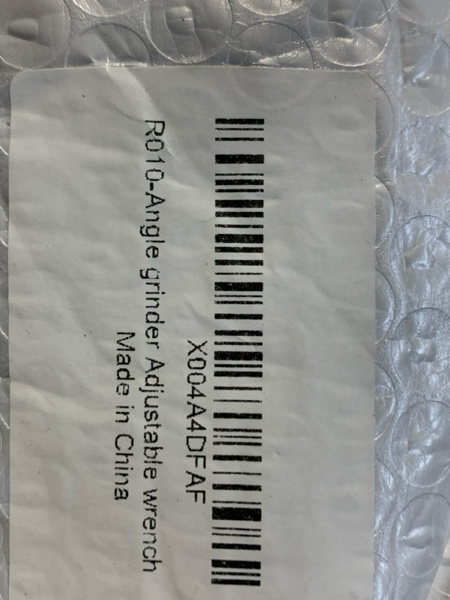 X004A4DFAF
R010-Angle grinder Adjustable wrench
Made in China